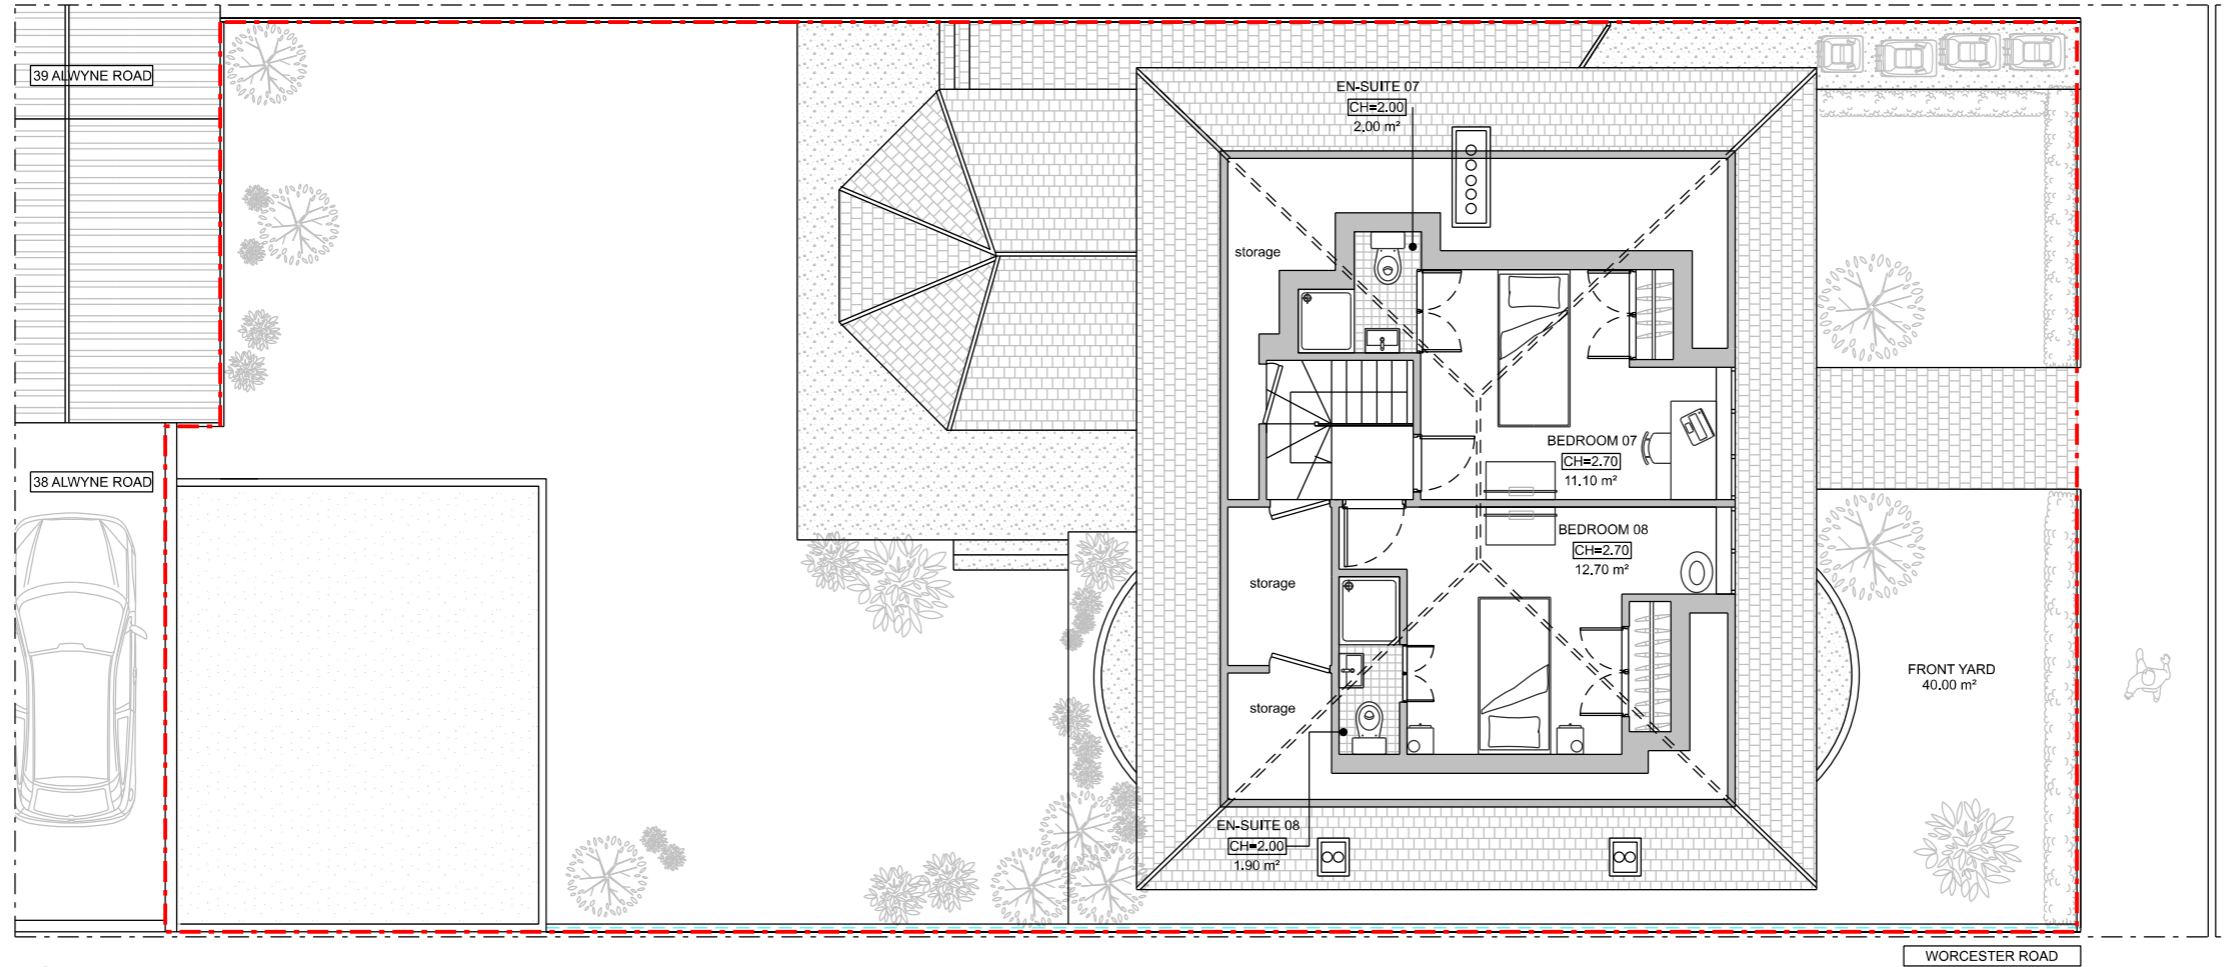 39 ALWYNE ROAD
EN-SUITE 07
CH=2.00
2.00 m²
storage
BEDROOM 07
CH=2.70
11.10 m²
38 ALWYNE ROAD
BEDROOM 08
CH=2.70
12.70 m²
storage
FRONT YARD
40.00 m²
storage
EN-SUITE 08
CH=2.00
1.90 m²
WORCESTER ROAD